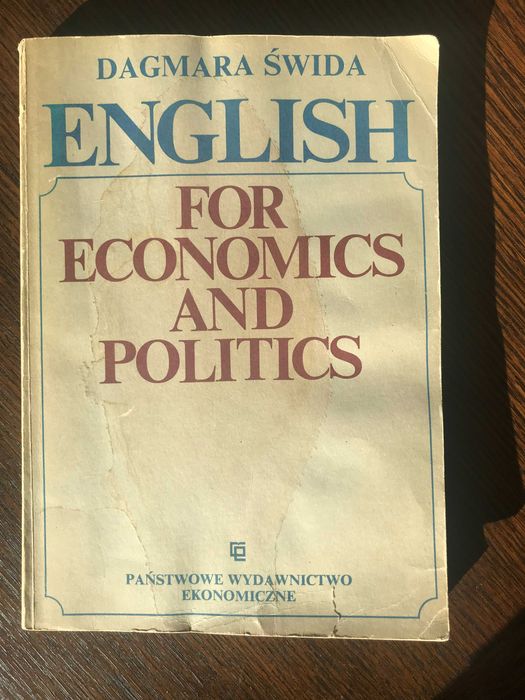 DAGMARA ŚWIDA
ENGLISH
FOR
ECONOMICS
AND
POLITICS
PAŃSTWOWE WYDAWNICTWO
EKONOMICZNE